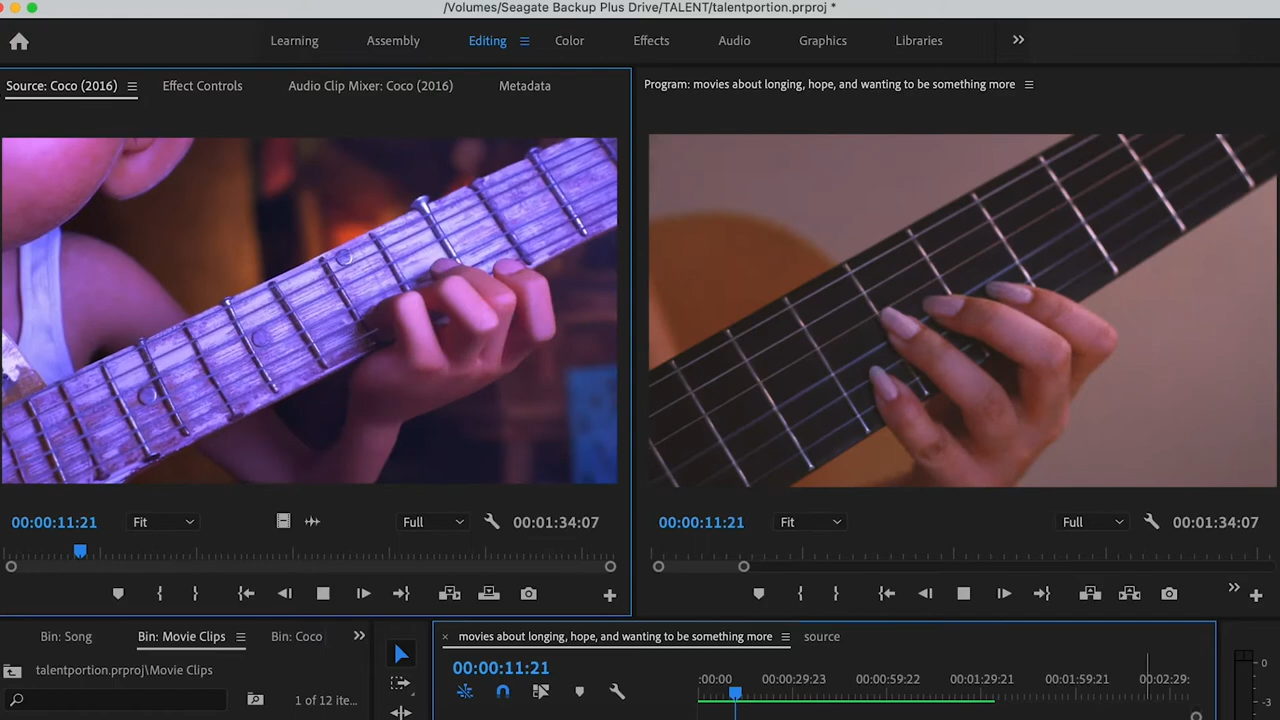 /Volumes/Seagate Backup Plus Drive/TALENT/talentportion.prproj *
Learning Assembly Editing Color Effects Audio Graphics Libraries
Source: Coco (2016) Effect Controls Audio Clip Mixer: Coco (2016) Metadata
Program: movies about longing, hope, and wanting to be something more
00:00:11:21 Fit Full 00:01:34:07
00:00:11:21 Fit Full 00:01:34:07
Bin: Song Bin: Movie Clips Bin: Coco
talentportion.prproj\Movie Clips
1 of 12 ite...
movies about longing, hope, and wanting to be something more source
00:00:11:21
:00:00 00:00:29:23 00:00:59:22 00:01:29:21 00:01:59:21 00:02:29:
0
-3